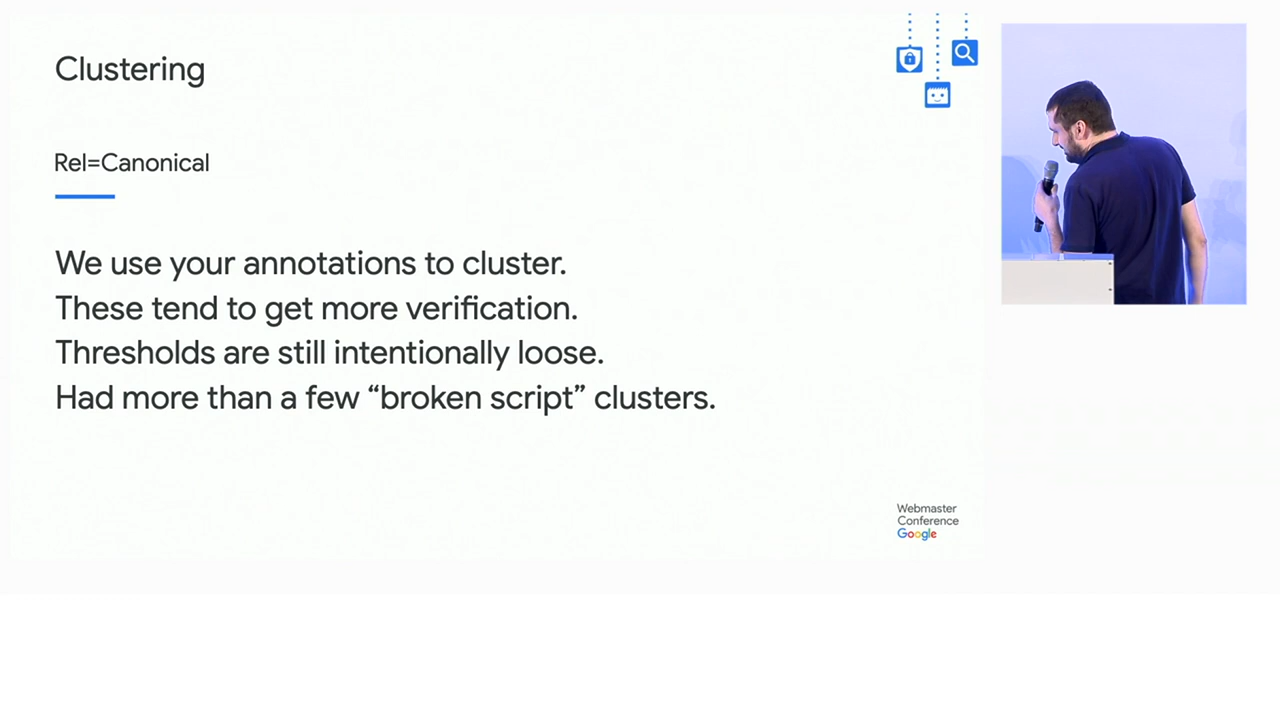 Clustering
Rel=Canonical
We use your annotations to cluster.
These tend to get more verification.
Thresholds are still intentionally loose.
Had more than a few “broken script” clusters.
Webmaster
Conference
Google